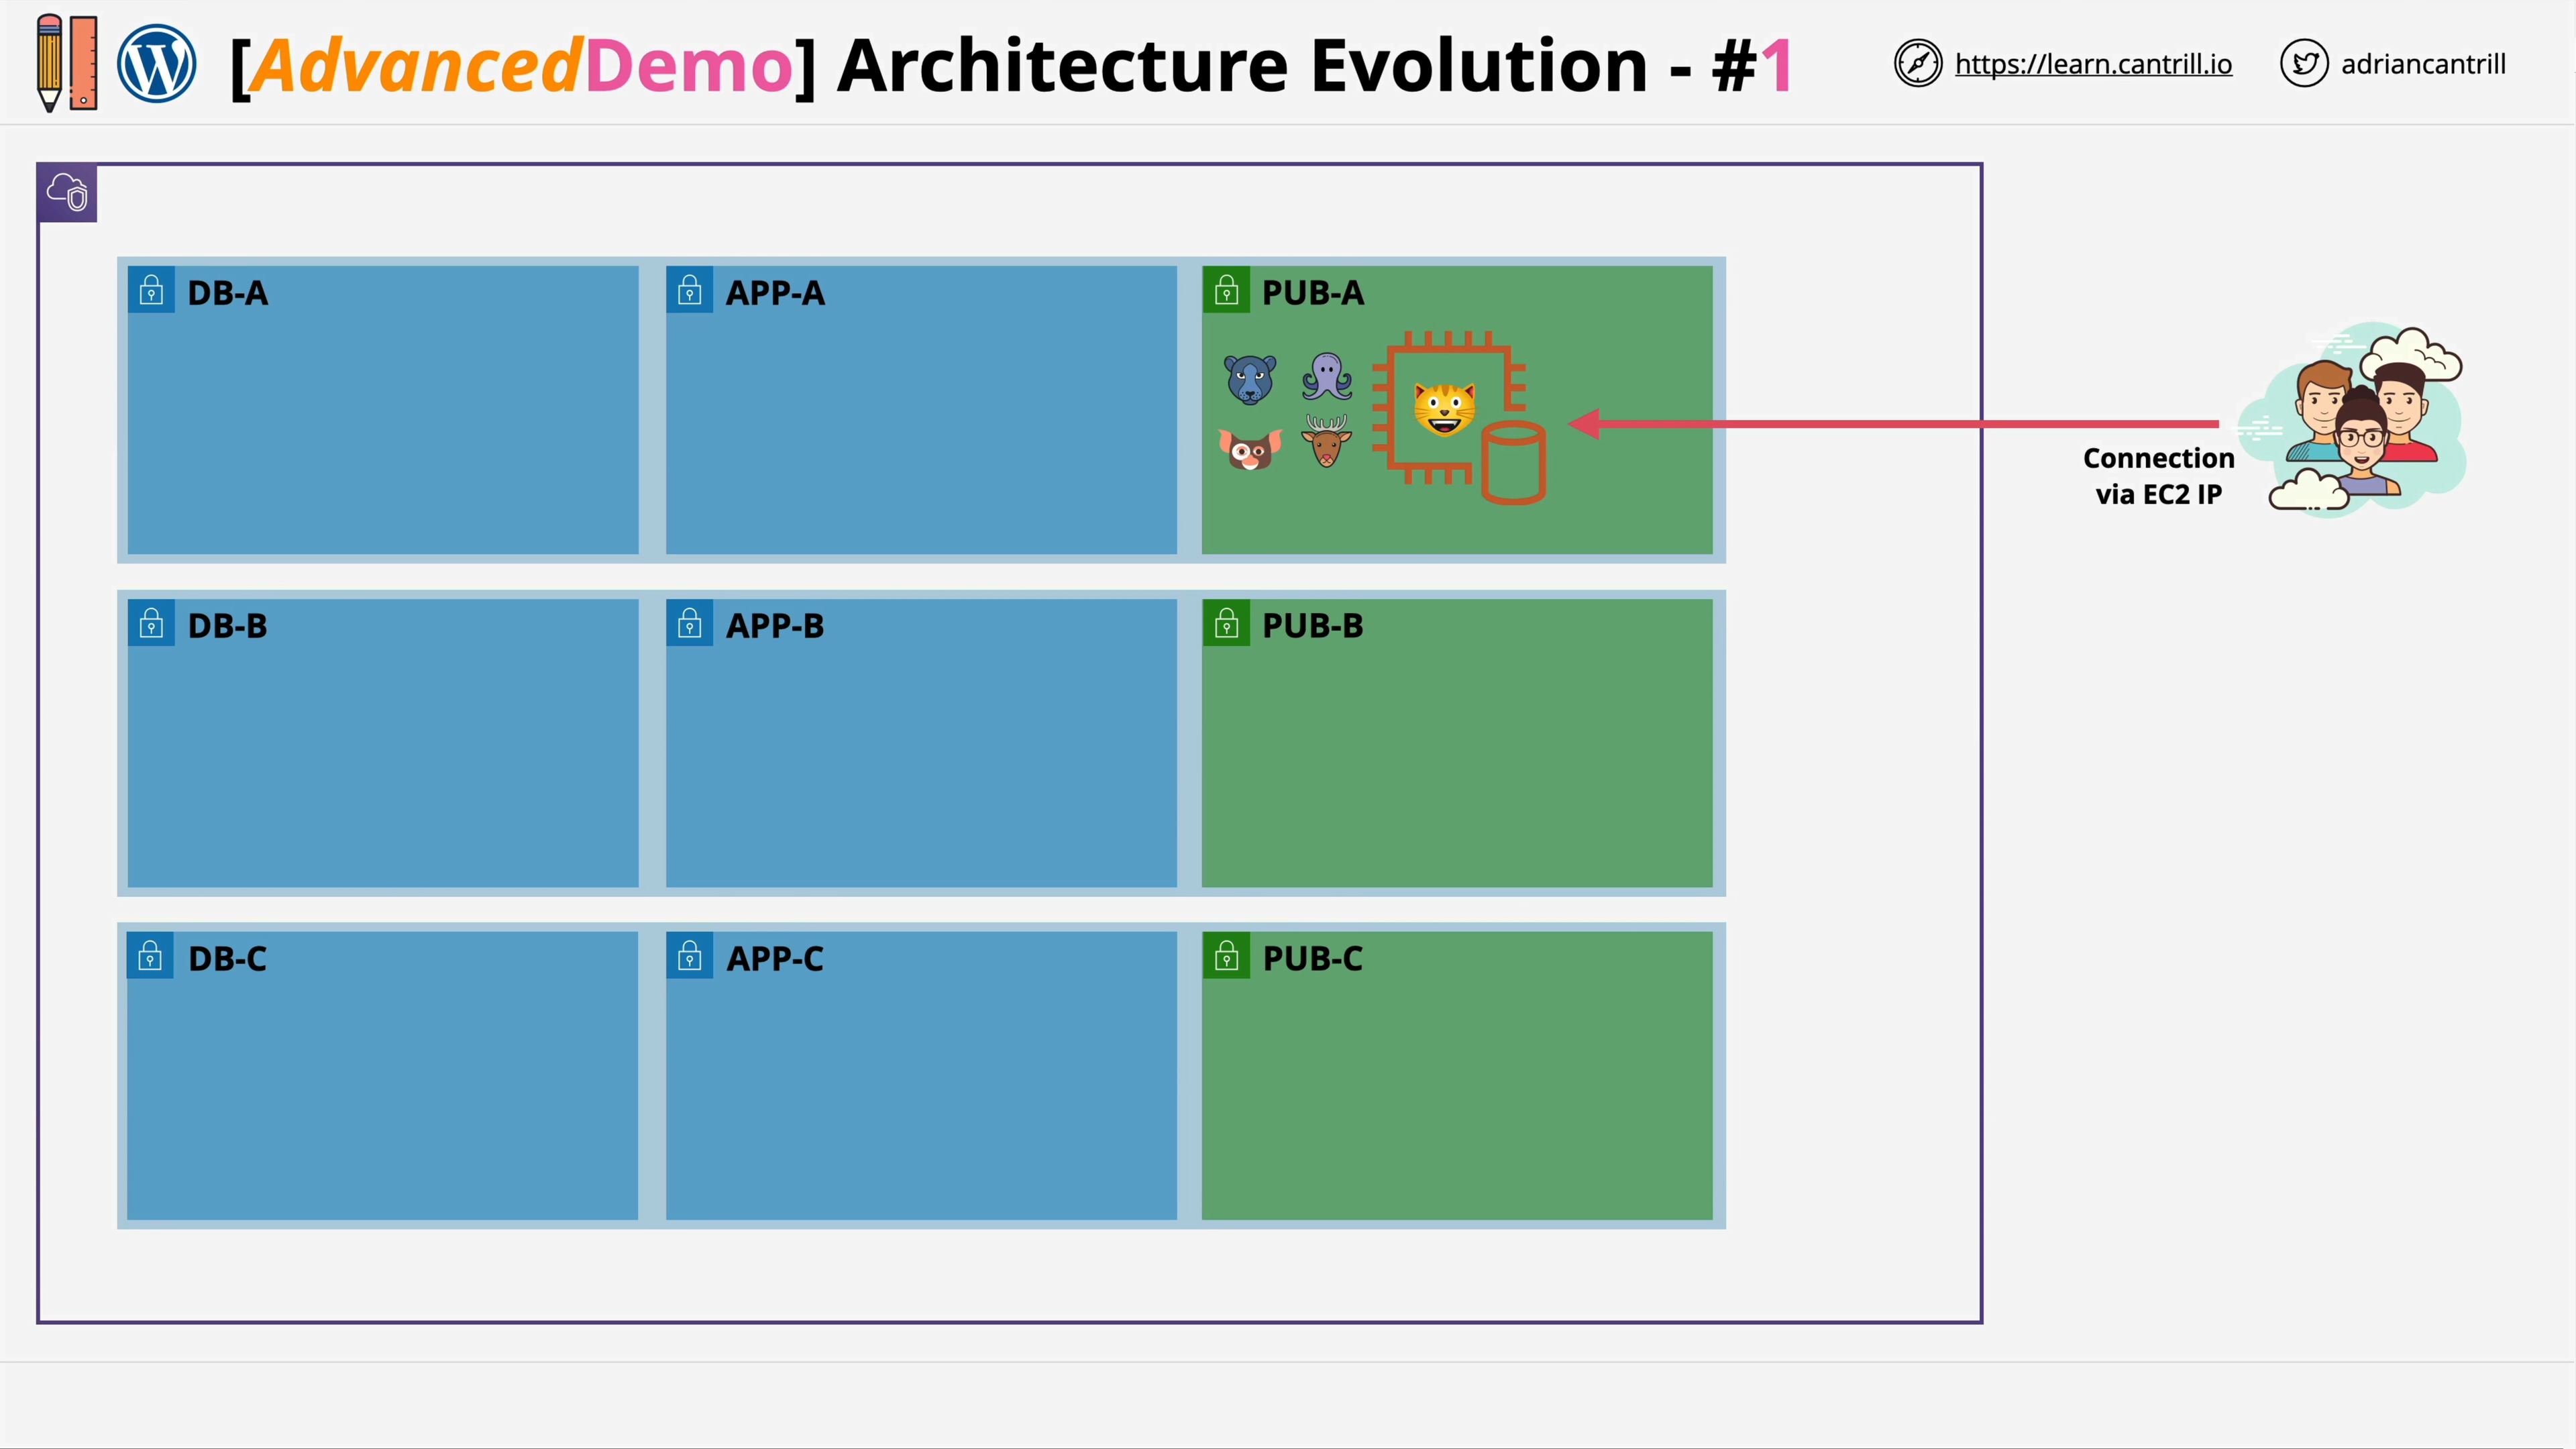 [AdvancedDemo] Architecture Evolution - #1
https://learn.cantrill.io
adriancantrill
DB-A
APP-A
PUB-A
Connection
via EC2 IP
DB-B
APP-B
PUB-B
DB-C
APP-C
PUB-C